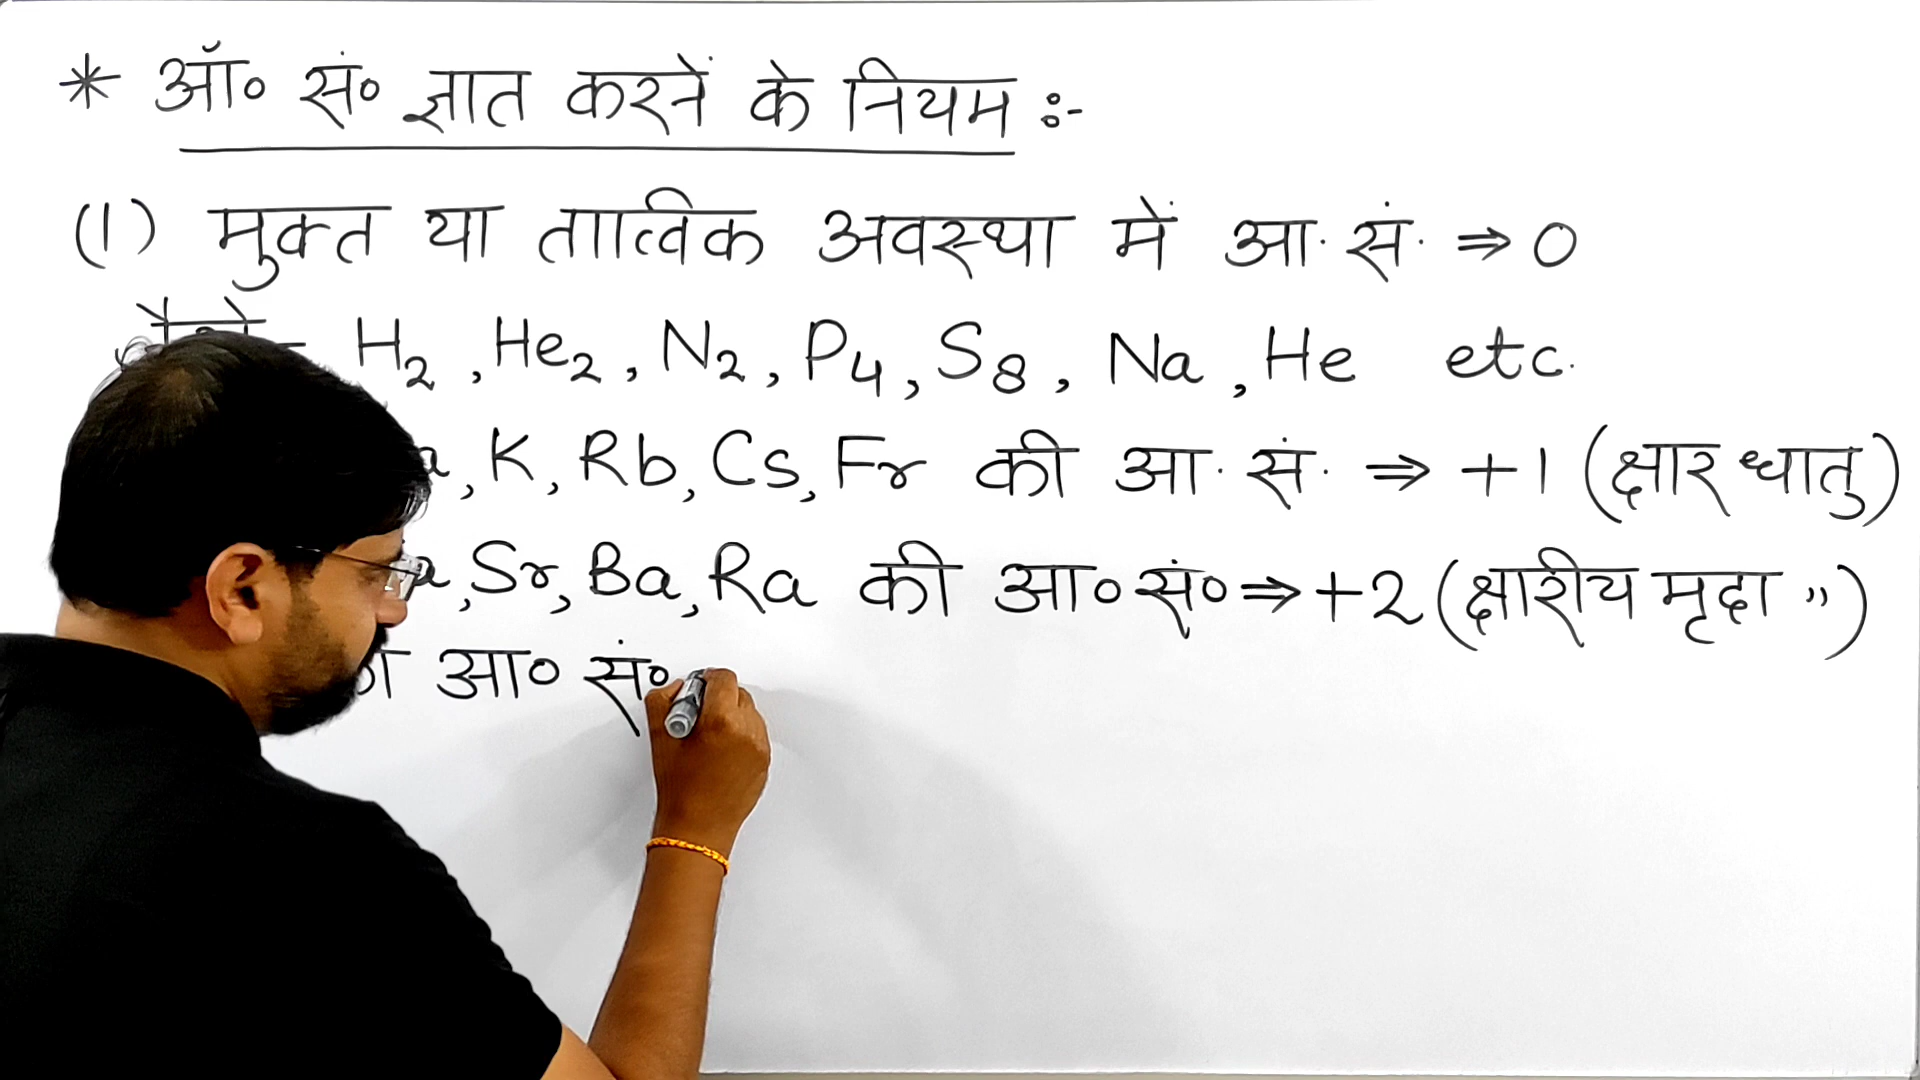 * ऑ० सं० ज्ञात करनें के नियम :-
(1) मुक्त या तात्विक अवस्था में आ. सं. ⇒ 0
H₂, He₂, N₂, P₄, S₈, Na, He etc.
, K, Rb, Cs, Fr की आ. सं. ⇒ +1 (क्षार धातु)
, Sr, Ba, Ra की आ० सं० ⇒ +2 (क्षारीय मृदा ")
आ० सं०